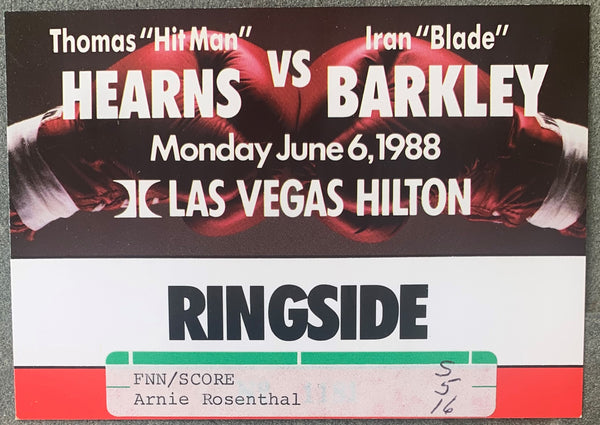 Thomas "Hit Man" Iran "Blade"
HEARNS VS BARKLEY
Monday June 6, 1988
LAS VEGAS HILTON
RINGSIDE
FNN/SCORE
Arnie Rosenthal
S
5
16